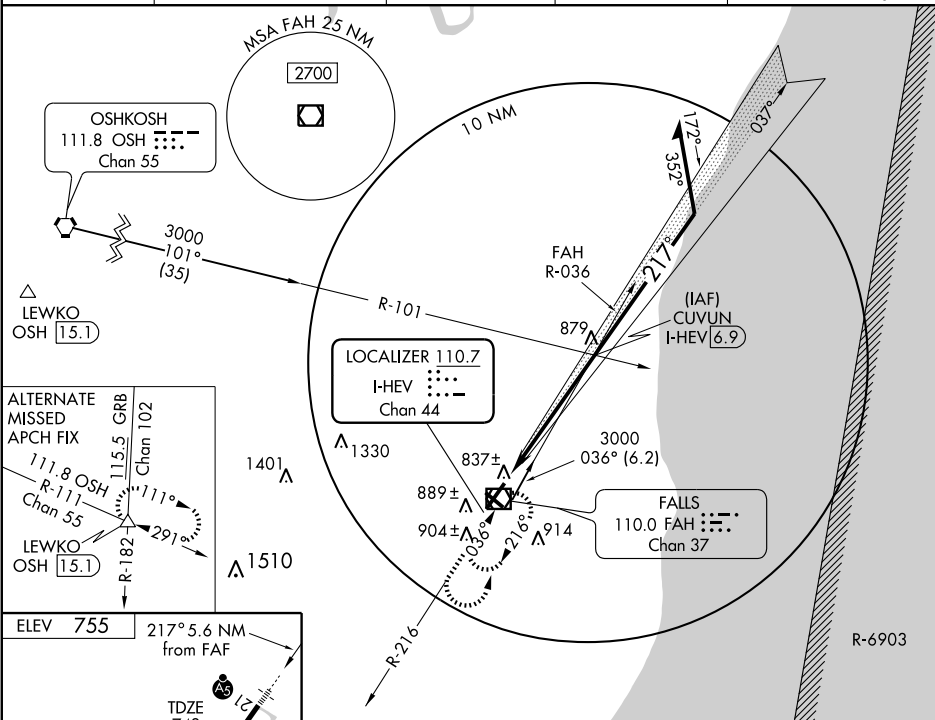 MSA FAH 25 NM
2700
OSHKOSH
111.8 OSH
Chan 55
10 NM
172°
352°
037°
3000
101°
(35)
FAH
R-036
217°
LEWKO
OSH 15.1
R-101
(IAF)
CUVUN
I-HEV 6.9
879
LOCALIZER 110.7
I-HEV
Chan 44
ALTERNATE
MISSED
APCH FIX
115.5 GRB
Chan 102
111.8 OSH
R-111
Chan 55
111°
291°
LEWKO
OSH 15.1
R-182
1330
1401
1510
3000
036° (6.2)
837±
889±
904±
914
036°
216°
FALLS
110.0 FAH
Chan 37
R-216
R-6903
ELEV 755
217° 5.6 NM
from FAF
A5
21
TDZE